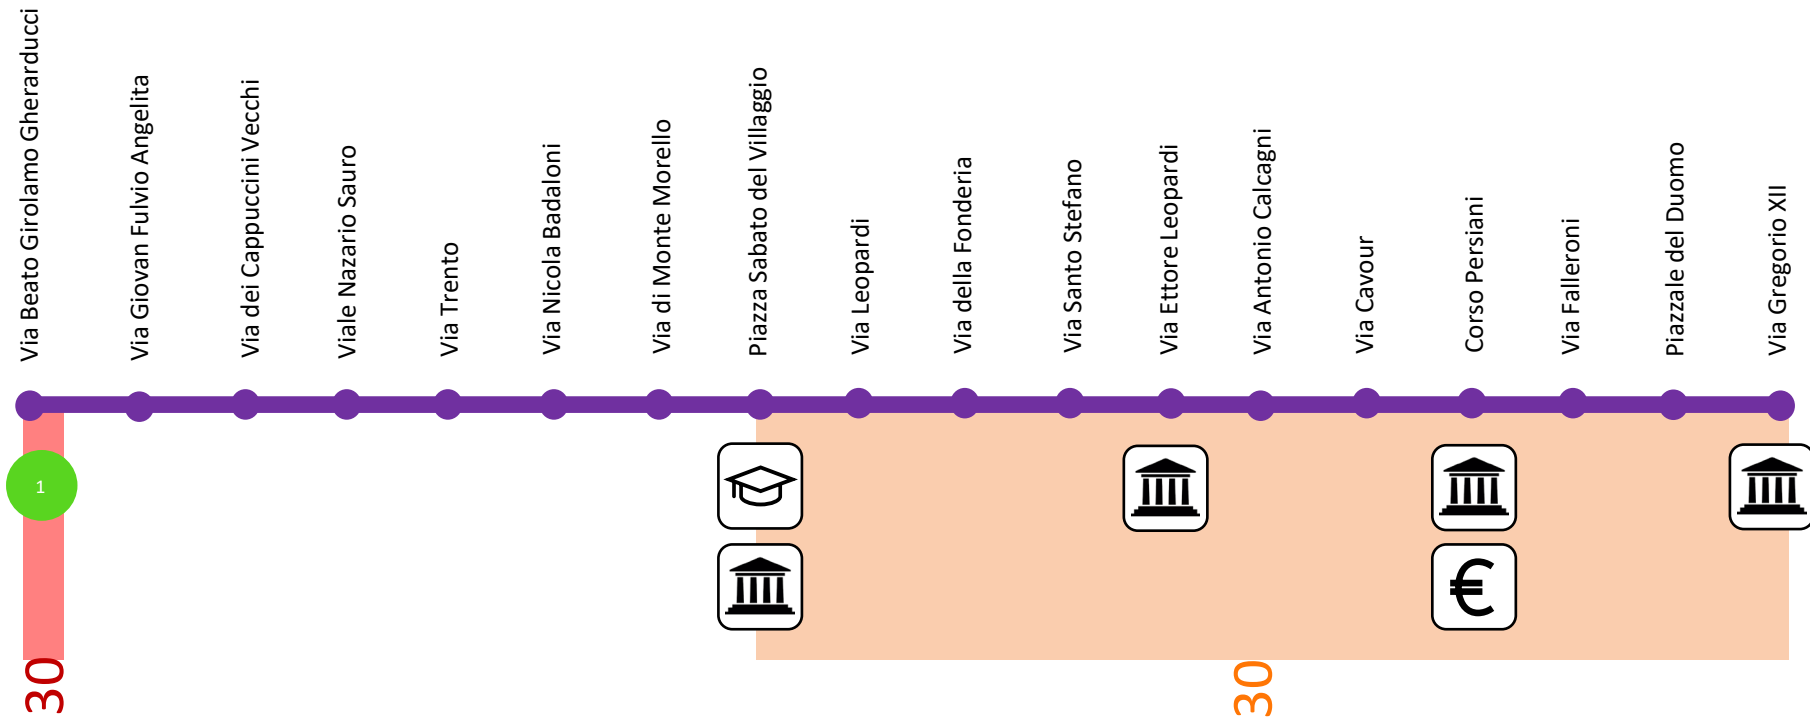 Via Beato Girolamo Gherarducci
Via Giovan Fulvio Angelita
Via dei Cappuccini Vecchi
Viale Nazario Sauro
Via Trento
Via Nicola Badaloni
Via di Monte Morello
Piazza Sabato del Villaggio
Via Leopardi
Via della Fonderia
Via Santo Stefano
Via Ettore Leopardi
Via Antonio Calcagni
Via Cavour
Corso Persiani
Via Falleroni
Piazzale del Duomo
Via Gregorio XII
1
€
30
30